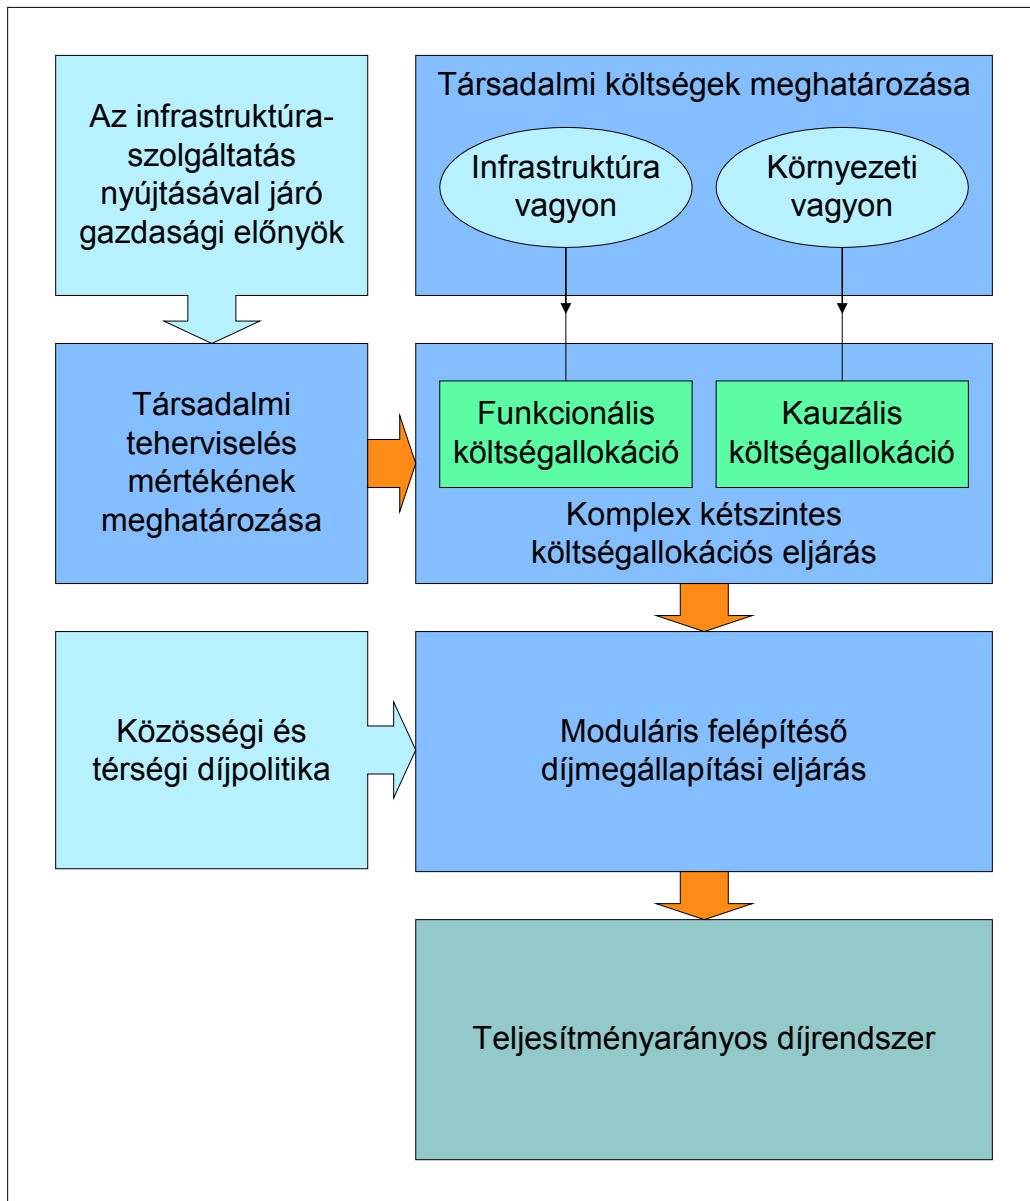 Az infrastruktúra-
szolgáltatás
nyújtásával járó
gazdasági előnyök
Társadalmi költségek meghatározása
Infrastruktúra
vagyon
Környezeti
vagyon
Társadalmi
teherviselés
mértékének
meghatározása
Funkcionális
költségallokáció
Kauzális
költségallokáció
Komplex kétszintes
költségallokációs eljárás
Közösségi és
térségi díjpolitika
Moduláris felépítéső
díjmegállapítási eljárás
Teljesítményarányos díjrendszer